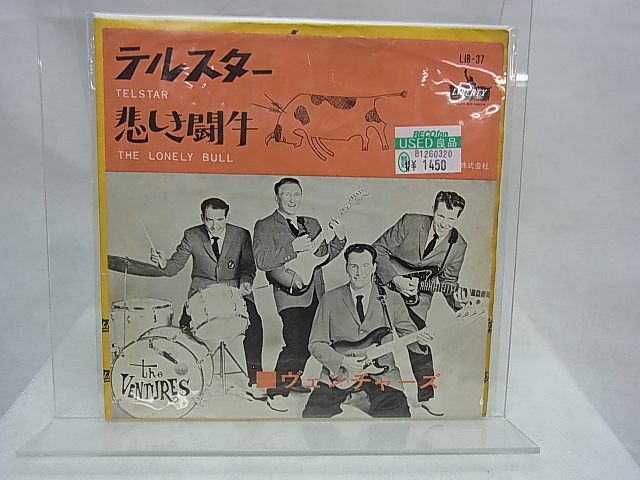 テルスター
TELSTAR
悲しき闘牛
THE LONELY BULL
LIB-37
LIBERTY
RECOfan
USED 良品
81260320
¥ 1450
株式会社
the
VENTURES
ヴェンチャーズ